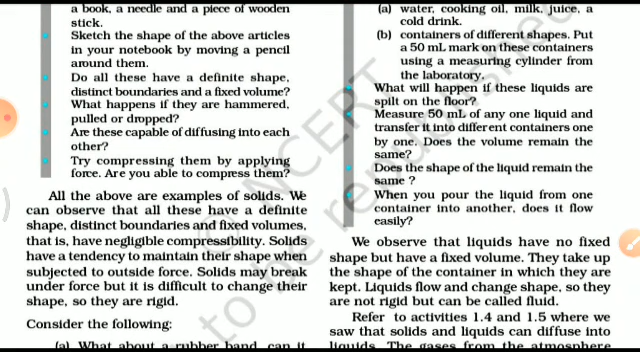 a book, a needle and a piece of wooden
stick.
Sketch the shape of the above articles
in your notebook by moving a pencil
around them.
Do all these have a definite shape,
distinct boundaries and a fixed volume?
What happens if they are hammered,
pulled or dropped?
Are these capable of diffusing into each
other?
Try compressing them by applying
force. Are you able to compress them?
All the above are examples of solids. We
can observe that all these have a definite
shape, distinct boundaries and fixed volumes,
that is, have negligible compressibility. Solids
have a tendency to maintain their shape when
subjected to outside force. Solids may break
under force but it is difficult to change their
shape, so they are rigid.
Consider the following:
(a) What about a rubber band, can it
(a) water, cooking oil, milk, juice, a
cold drink.
(b) containers of different shapes. Put
a 50 mL mark on these containers
using a measuring cylinder from
the laboratory.
What will happen if these liquids are
spilt on the floor?
Measure 50 mL of any one liquid and
transfer it into different containers one
by one. Does the volume remain the
same?
Does the shape of the liquid remain the
same ?
When you pour the liquid from one
container into another, does it flow
easily?
We observe that liquids have no fixed
shape but have a fixed volume. They take up
the shape of the container in which they are
kept. Liquids flow and change shape, so they
are not rigid but can be called fluid.
Refer to activities 1.4 and 1.5 where we
saw that solids and liquids can diffuse into
liquids. The gases from the atmosphere
NCERT
to be republished